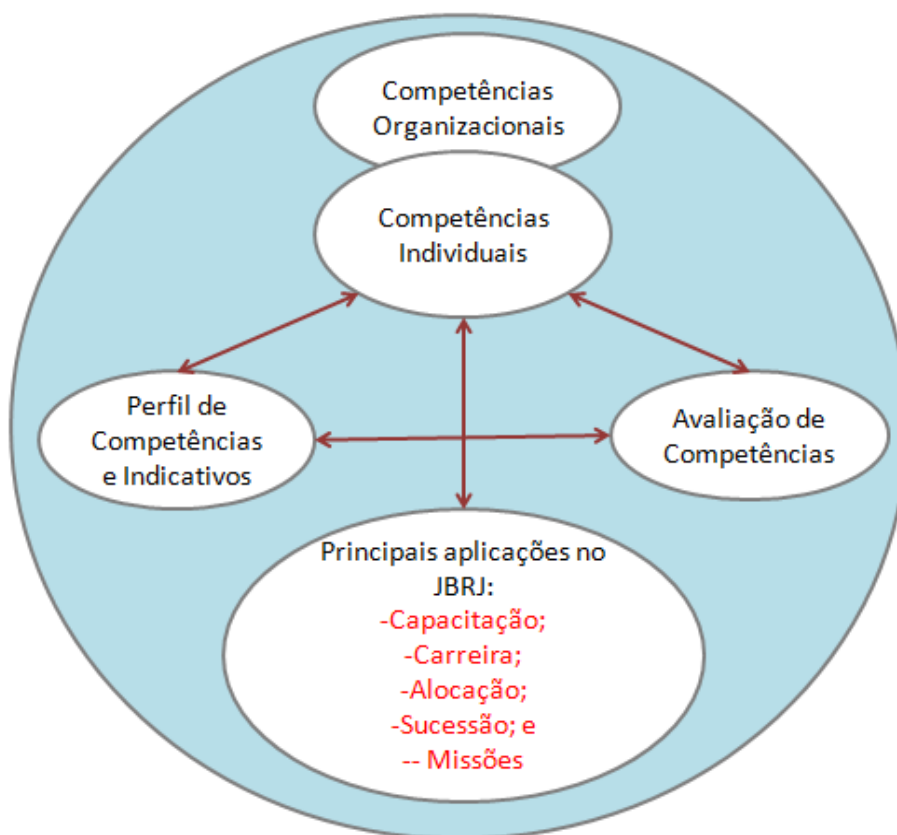 Competências
Organizacionais
Competências
Individuais
Perfil de
Competências
e Indicativos
Avaliação de
Competências
Principais aplicações no
JBRJ:
-Capacitação;
-Carreira;
-Alocação;
-Sucessão; e
-- Missões